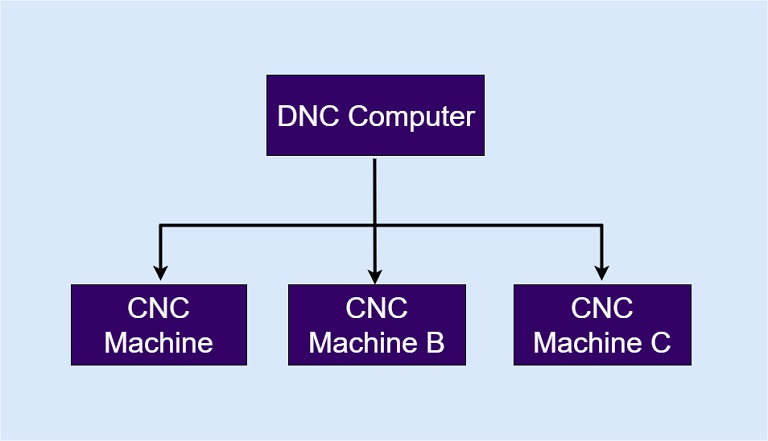 DNC Computer
CNC
Machine
CNC
Machine B
CNC
Machine C